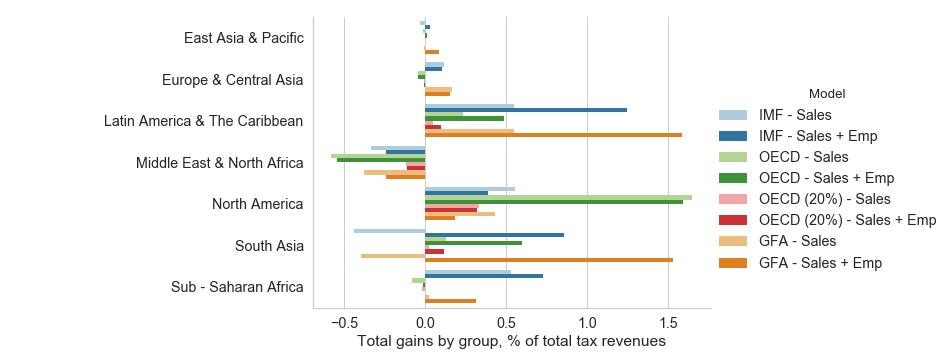 East Asia & Pacific
Europe & Central Asia
Latin America & The Caribbean
Middle East & North Africa
North America
South Asia
Sub - Saharan Africa
−0.5 0.0 0.5 1.0 1.5
Total gains by group, % of total tax revenues
Model
IMF - Sales
IMF - Sales + Emp
OECD - Sales
OECD - Sales + Emp
OECD (20%) - Sales
OECD (20%) - Sales + Emp
GFA - Sales
GFA - Sales + Emp